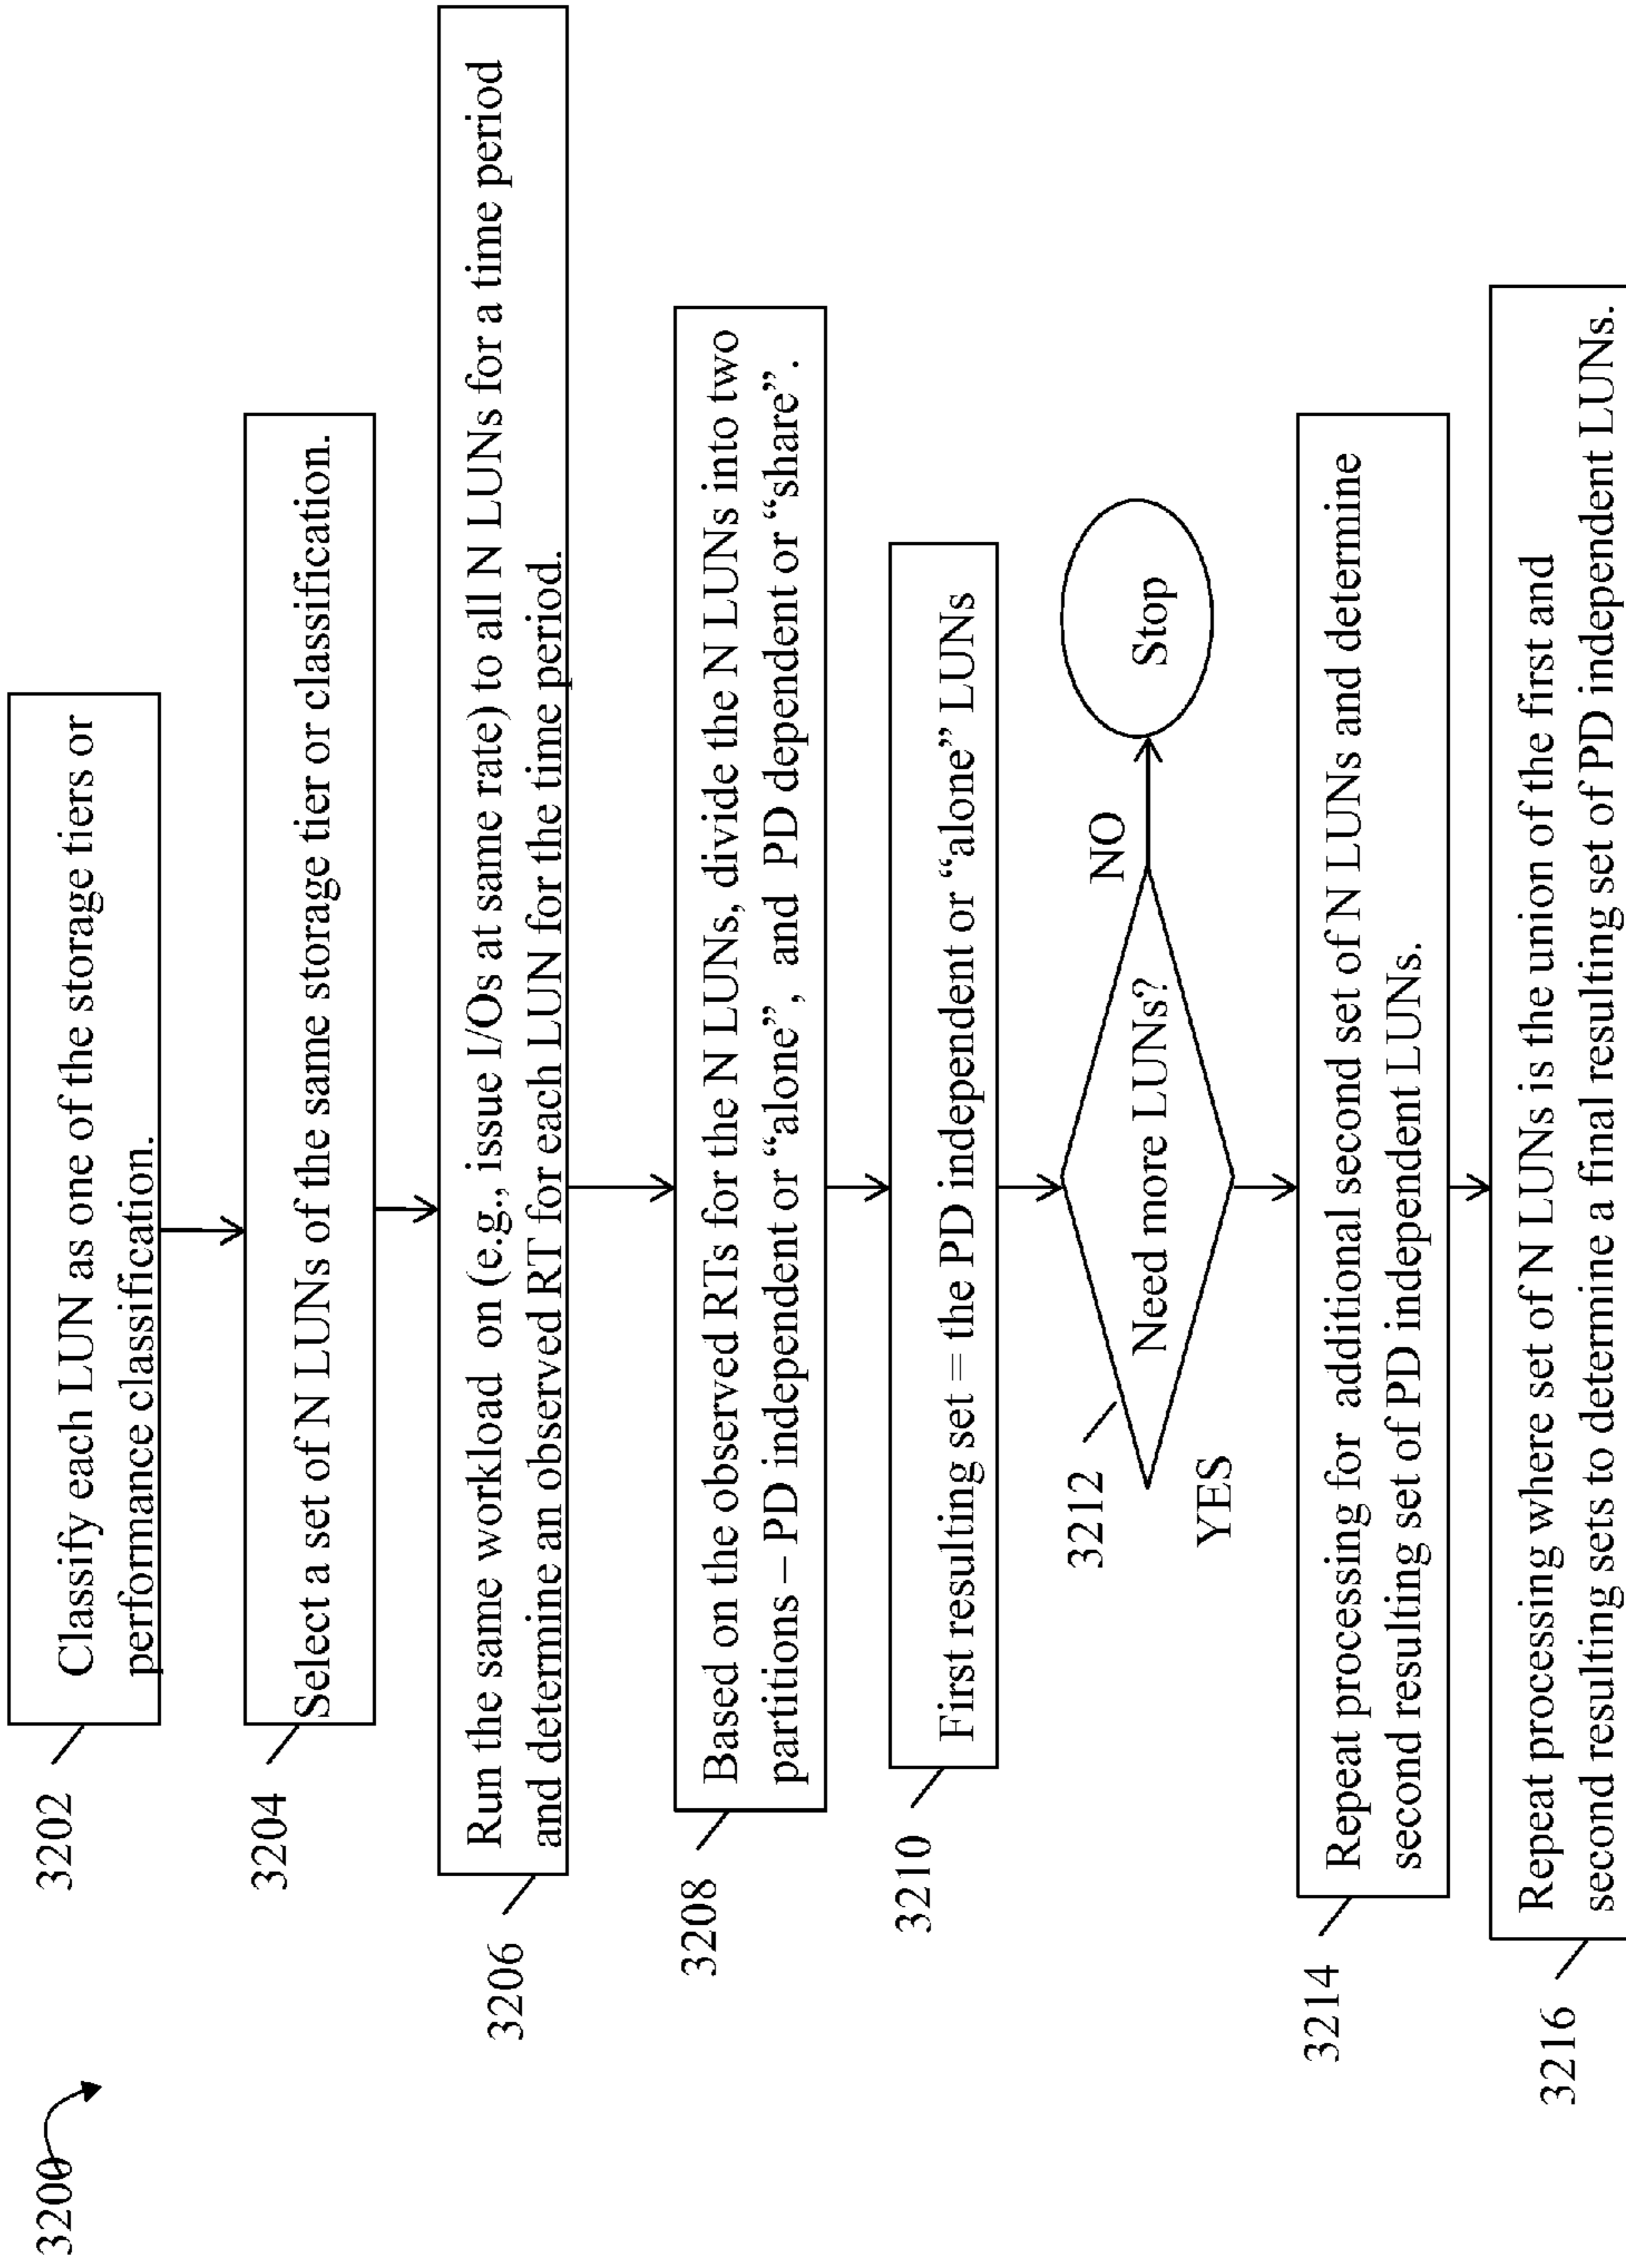 3200
3202
Classify each LUN as one of the storage tiers or
performance classification.
3204
Select a set of N LUNs of the same storage tier or classification.
3206
Run the same workload on (e.g., issue I/Os at same rate) to all N LUNs for a time period
and determine an observed RT for each LUN for the time period.
3208
Based on the observed RTs for the N LUNs, divide the N LUNs into two
partitions – PD independent or “alone”, and PD dependent or “share”.
3210
First resulting set = the PD independent or “alone” LUNs
3212
Need more LUNs?
NO
Stop
YES
3214
Repeat processing for additional second set of N LUNs and determine
second resulting set of PD independent LUNs.
3216
Repeat processing where set of N LUNs is the union of the first and
second resulting sets to determine a final resulting set of PD independent LUNs.